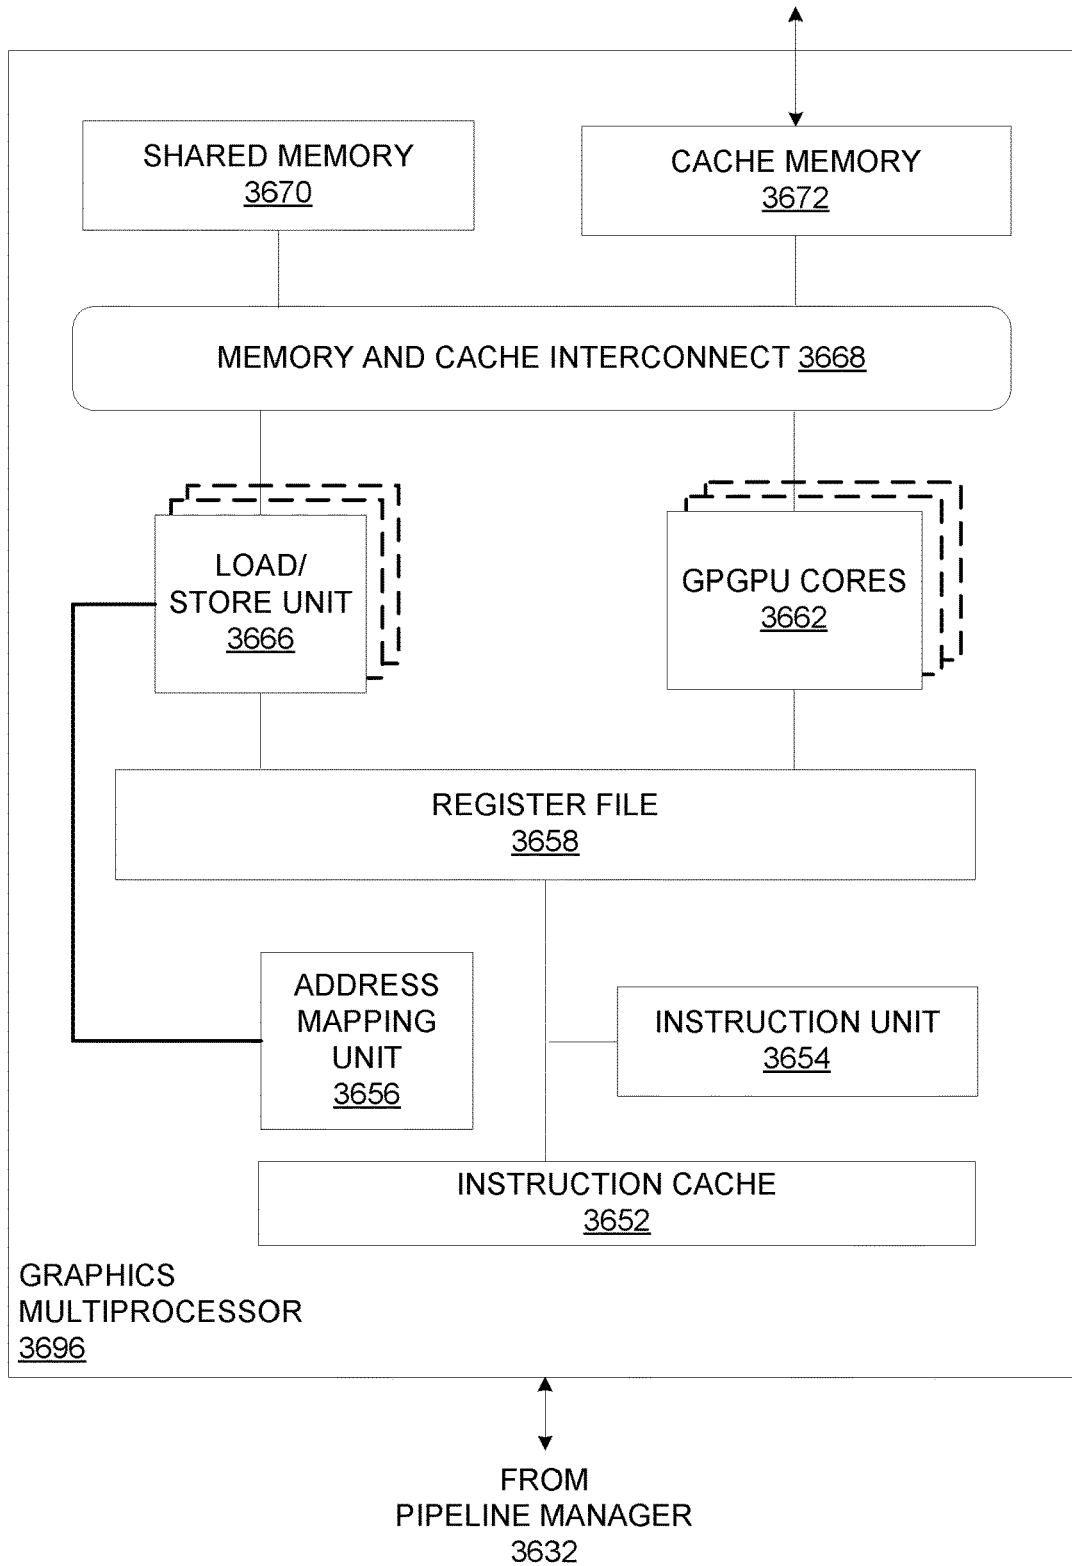 SHARED MEMORY
3670
CACHE MEMORY
3672
MEMORY AND CACHE INTERCONNECT 3668
LOAD/
STORE UNIT
3666
GPGPU CORES
3662
REGISTER FILE
3658
ADDRESS
MAPPING
UNIT
3656
INSTRUCTION UNIT
3654
INSTRUCTION CACHE
3652
GRAPHICS
MULTIPROCESSOR
3696
FROM
PIPELINE MANAGER
3632